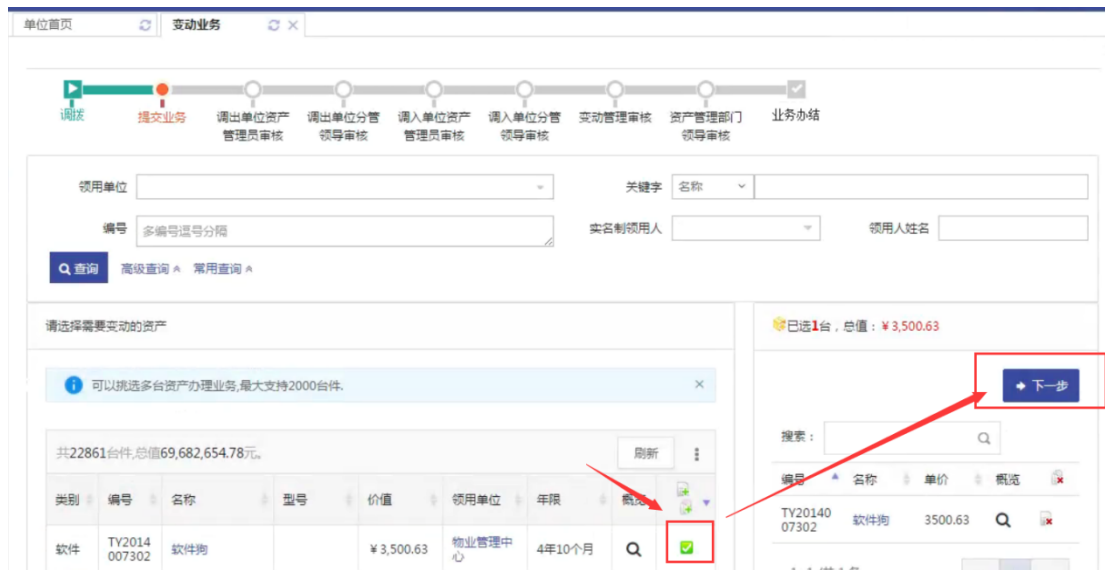 单位首页
变动业务
调拨
提交业务
调出单位资产
管理员审核
调出单位分管
领导审核
调入单位资产
管理员审核
调入单位分管
领导审核
变动管理审核
资产管理部门
领导审核
业务办结
领用单位
关键字
名称
编号
多编号逗号分隔
实名制领用人
领用人姓名
查询
高级查询
常用查询
请选择需要变动的资产
已选1台，总值：￥3,500.63
可以挑选多台资产办理业务,最大支持2000台件.
下一步
共22861台件,总值69,682,654.78元。
刷新
搜索：
类别
编号
名称
型号
价值
领用单位
年限
概览
编号
名称
单价
概览
软件
TY2014
007302
软件狗
￥3,500.63
物业管理中
心
4年10个月
TY20140
07302
软件狗
3500.63